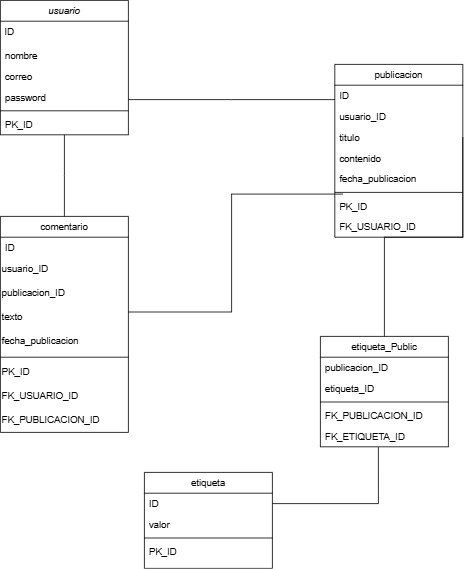 usuario
ID
nombre
correo
password
PK_ID
publicacion
ID
usuario_ID
titulo
contenido
fecha_publicacion
PK_ID
FK_USUARIO_ID
comentario
ID
usuario_ID
publicacion_ID
texto
fecha_publicacion
PK_ID
FK_USUARIO_ID
FK_PUBLICACION_ID
etiqueta_Public
publicacion_ID
etiqueta_ID
FK_PUBLICACION_ID
FK_ETIQUETA_ID
etiqueta
ID
valor
PK_ID